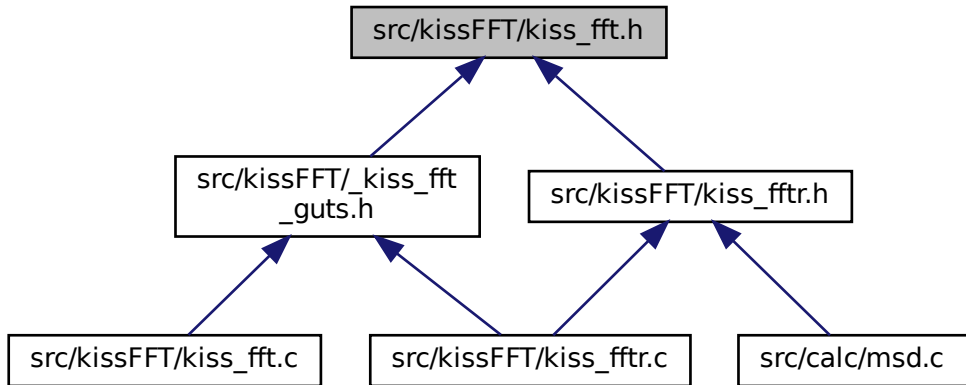 src/kissFFT/kiss_fft.h
src/kissFFT/_kiss_fft
_guts.h
src/kissFFT/kiss_fftr.h
src/kissFFT/kiss_fft.c
src/kissFFT/kiss_fftr.c
src/calc/msd.c